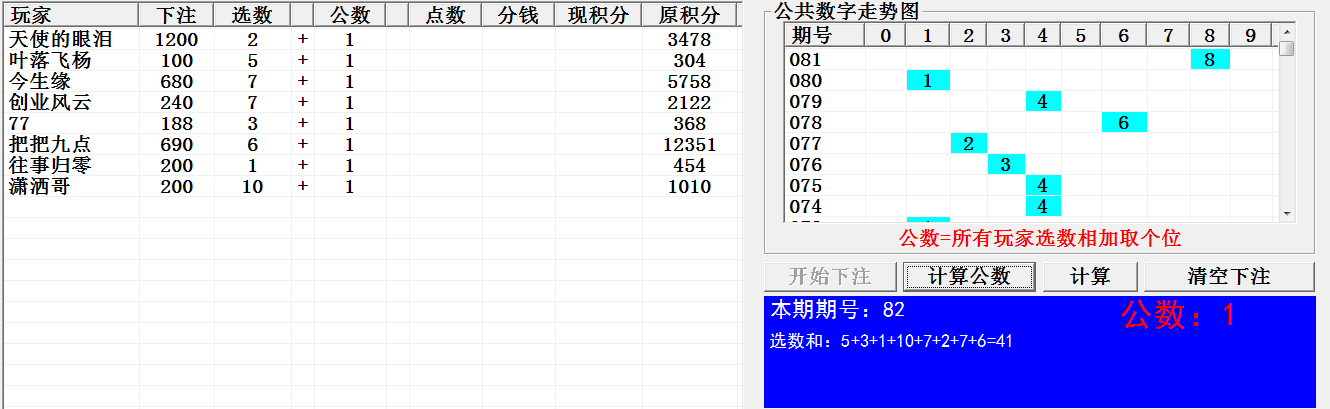 玩家 下注 选数 公数 点数 分钱 现积分 原积分
天使的眼泪 1200 2 + 1 3478
叶落飞杨 100 5 + 1 304
今生缘 680 7 + 1 5758
创业风云 240 7 + 1 2122
77 188 3 + 1 368
把把九点 690 6 + 1 12351
往事归零 200 1 + 1 454
潇洒哥 200 10 + 1 1010
公共数字走势图
期号 0 1 2 3 4 5 6 7 8 9
081 8
080 1
079 4
078 6
077 2
076 3
075 4
074 4
公数=所有玩家选数相加取个位
开始下注 计算公数 计算 清空下注
本期期号：82 公数：1
选数和：5+3+1+10+7+2+7+6=41